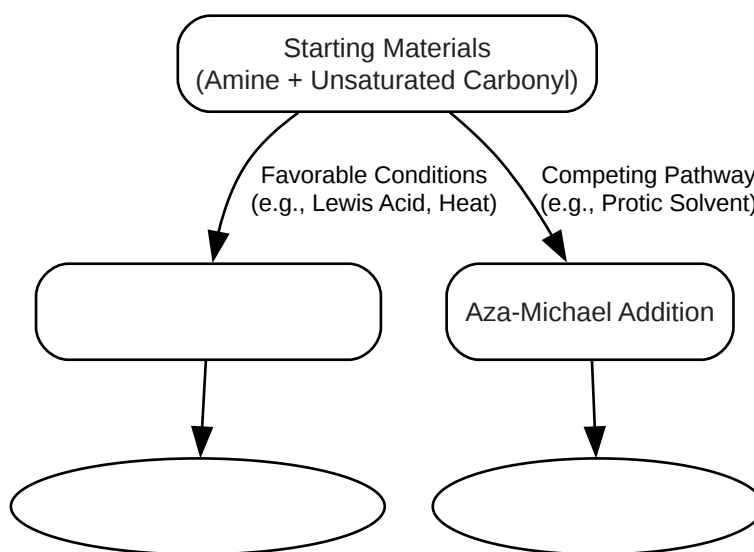 Starting Materials
(Amine + Unsaturated Carbonyl)
Favorable Conditions
(e.g., Lewis Acid, Heat)
Competing Pathway
(e.g., Protic Solvent)
Aza-Michael Addition